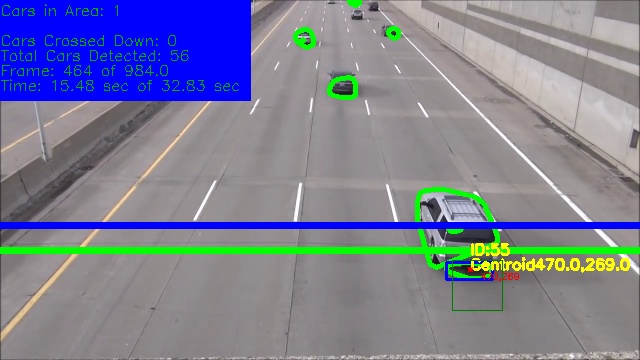 Cars in Area: 1
Cars Crossed Down: 0
Total Cars Detected: 56
Frame: 464 of 984.0
Time: 15.48 sec of 32.83 sec
ID:55
Centroid470.0,269.0